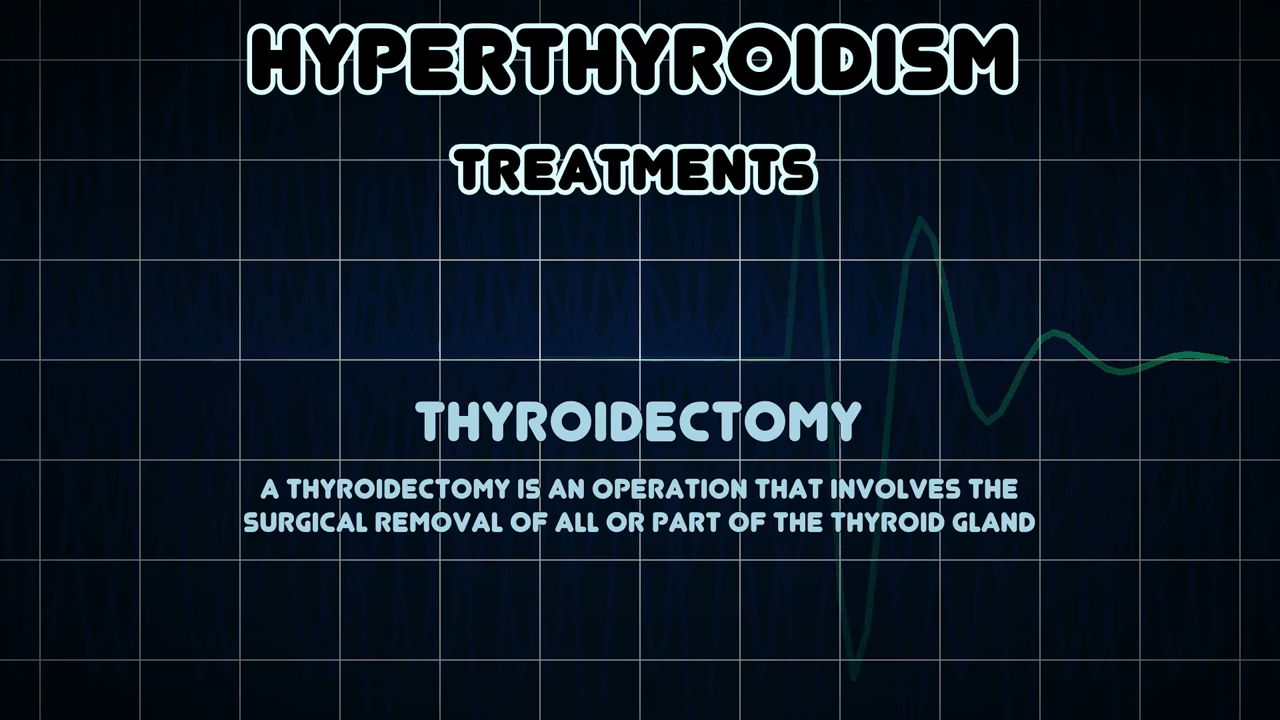 HYPERTHYROIDISM
TREATMENTS
THYROIDECTOMY
A THYROIDECTOMY IS AN OPERATION THAT INVOLVES THE
SURGICAL REMOVAL OF ALL OR PART OF THE THYROID GLAND